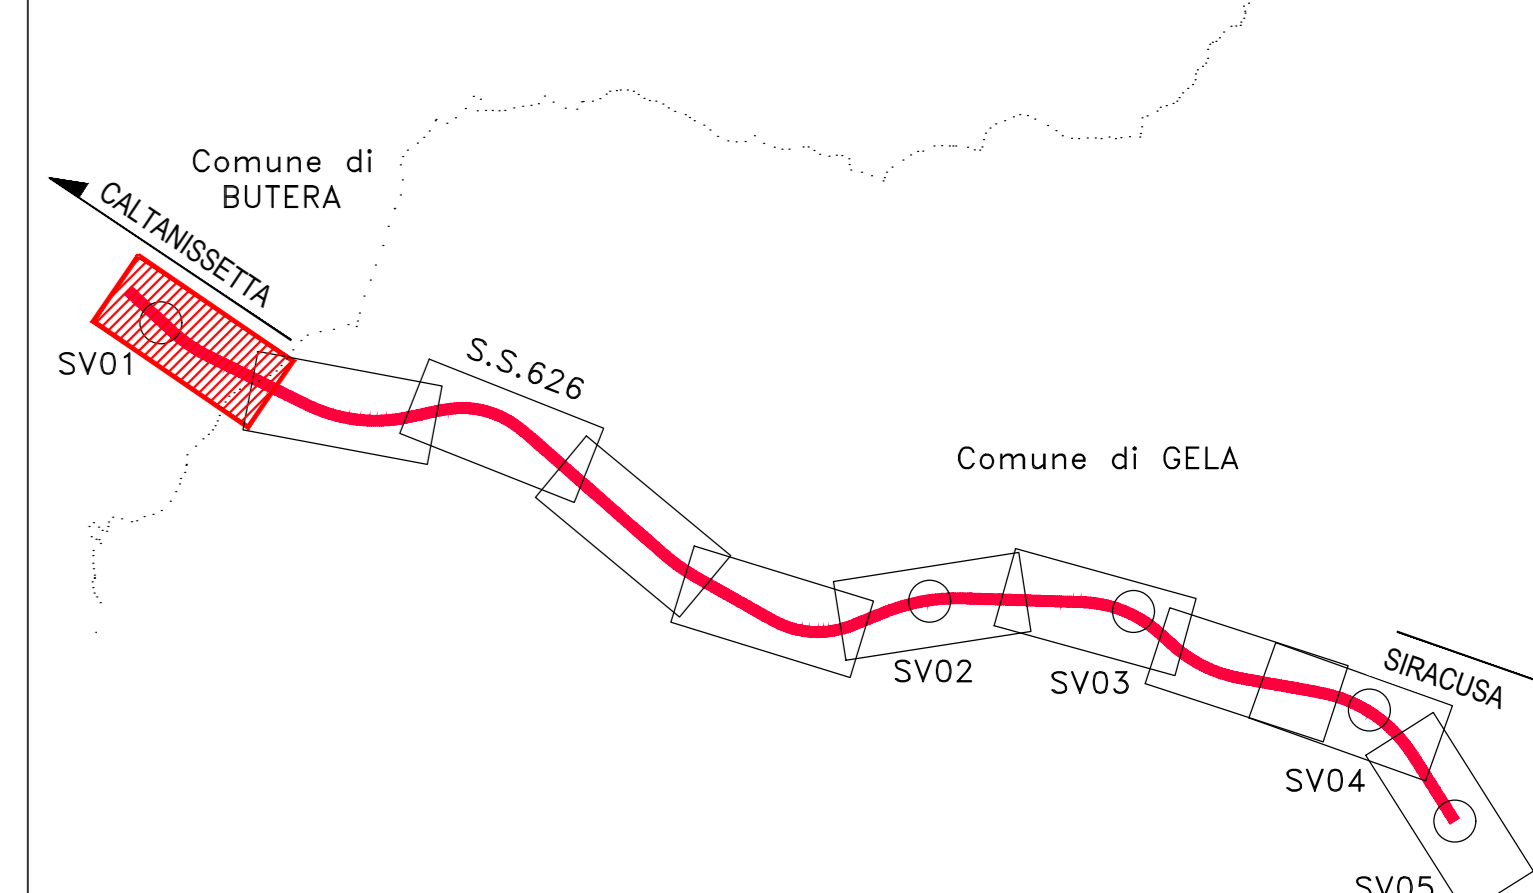 Comune di
BUTERA
CALTANISSETTA
SV01
S.S.626
Comune di GELA
SV02
SV03
SIRACUSA
SV04
SV05